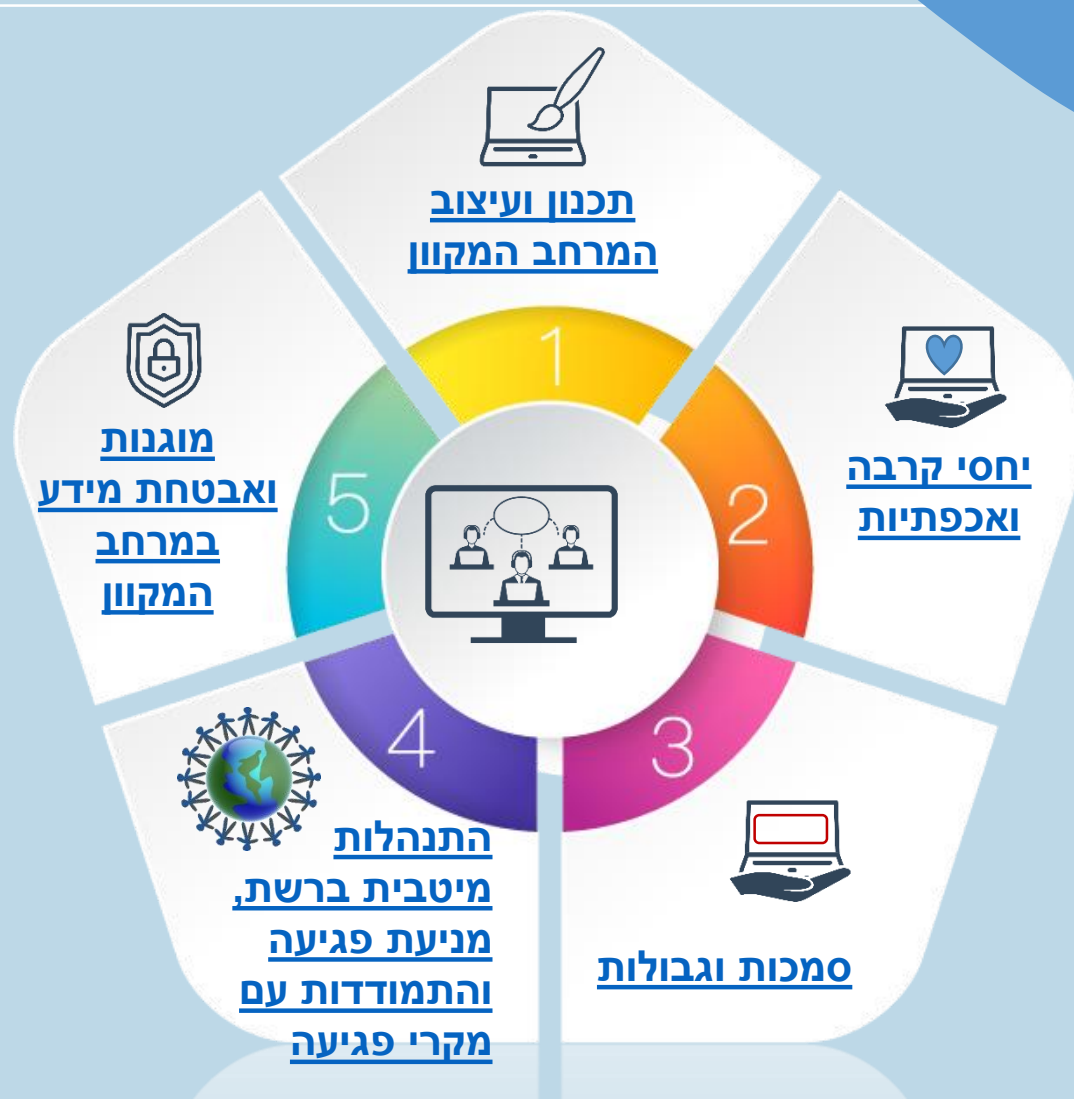 תכנון ועיצוב
המרחב המקוון
1
יחסי קרבה
ואכפתיות
2
סמכות וגבולות
3
התנהלות
מיטבית ברשת,
מניעת פגיעה
והתמודדות עם
מקרי פגיעה
4
מוגנות
ואבטחת מידע
במרחב
המקוון
5